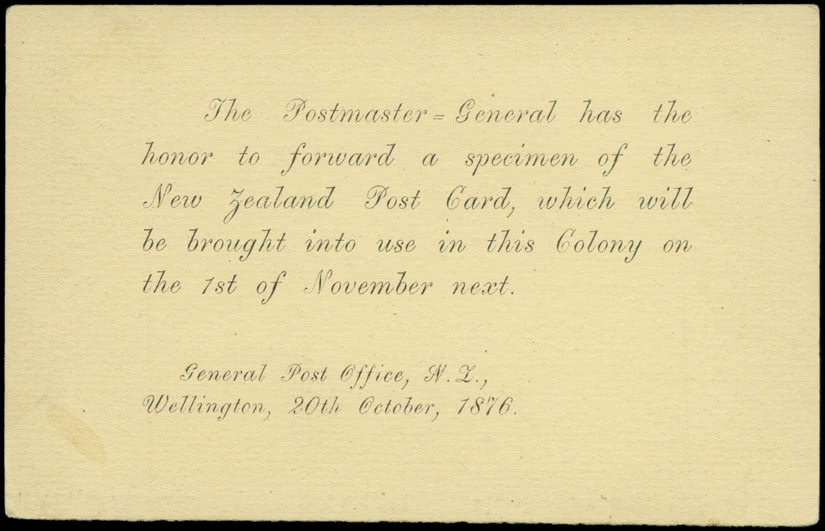 The Postmaster=General has the
honor to forward a specimen of the
New Zealand Post Card, which will
be brought into use in this Colony on
the 1st of November next.
General Post Office, N.Z.,
Wellington, 20th October, 1876.